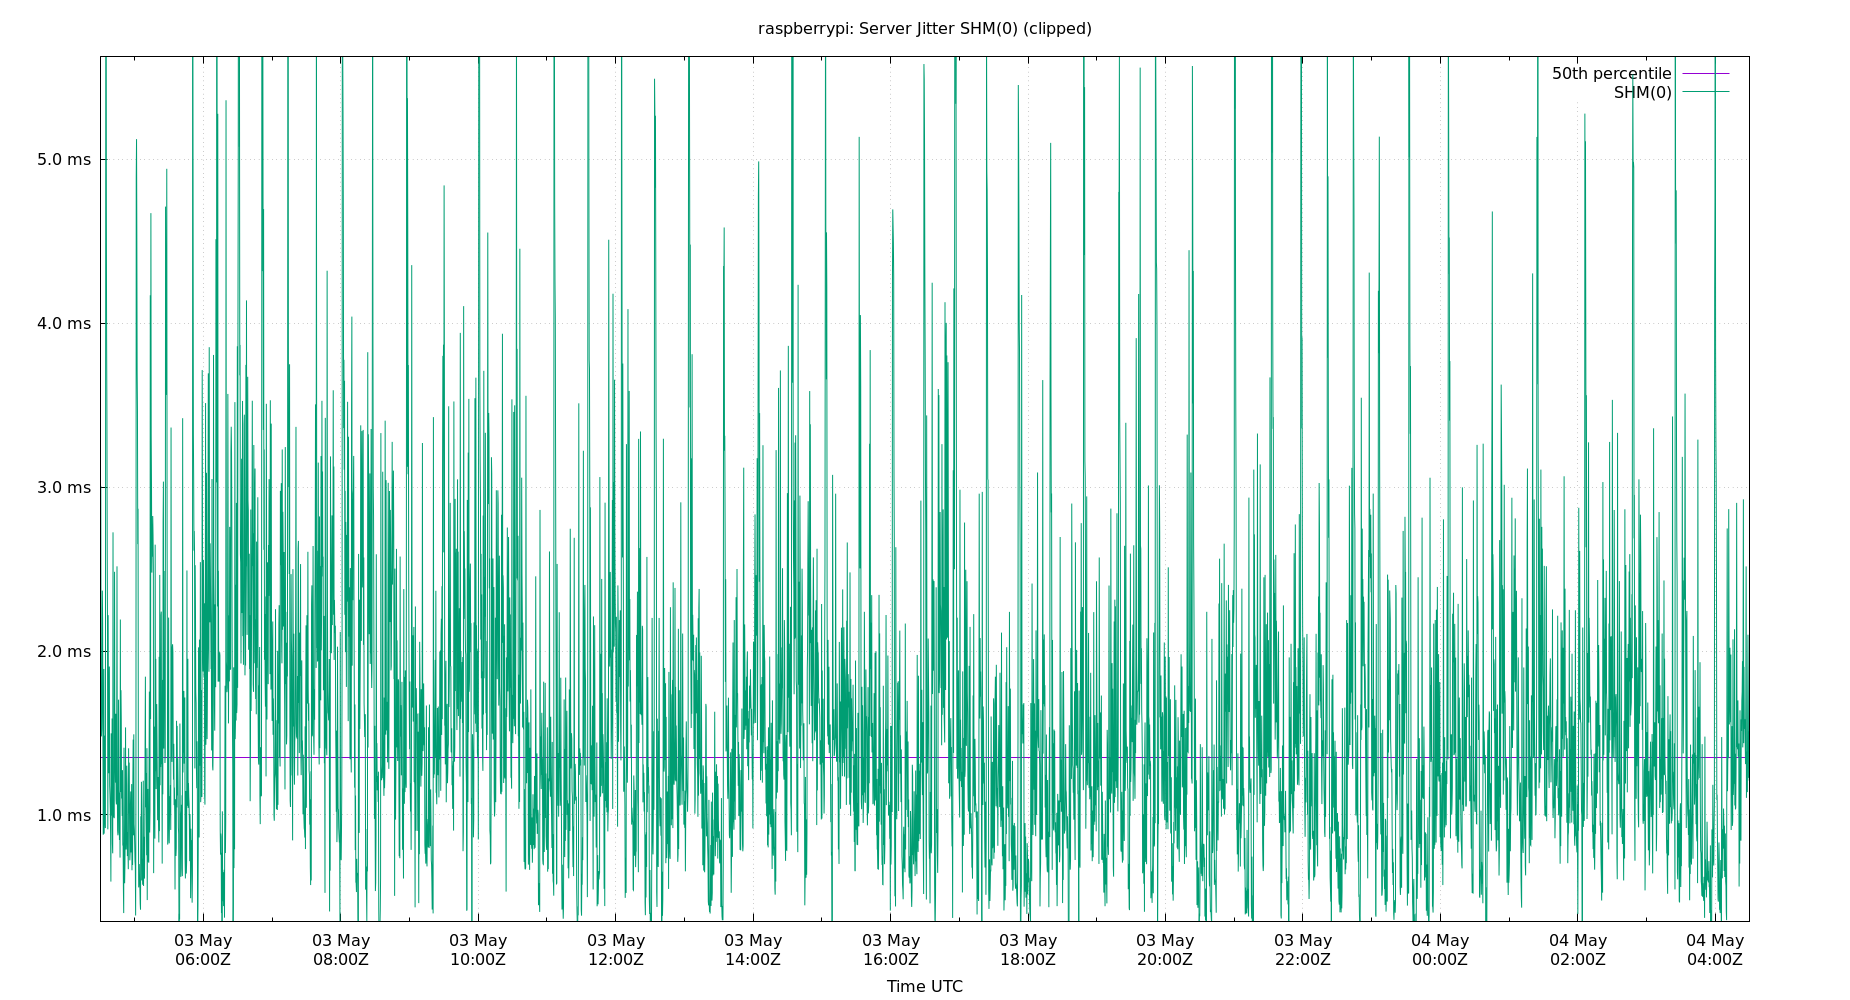 raspberrypi: Server Jitter SHM(0) (clipped)
50th percentile
SHM(0)
5.0 ms
4.0 ms
3.0 ms
2.0 ms
1.0 ms
03 May 03 May 03 May 03 May 03 May 03 May 03 May 03 May 03 May 04 May 04 May 04 May
06:00Z 08:00Z 10:00Z 12:00Z 14:00Z 16:00Z 18:00Z 20:00Z 22:00Z 00:00Z 02:00Z 04:00Z
Time UTC